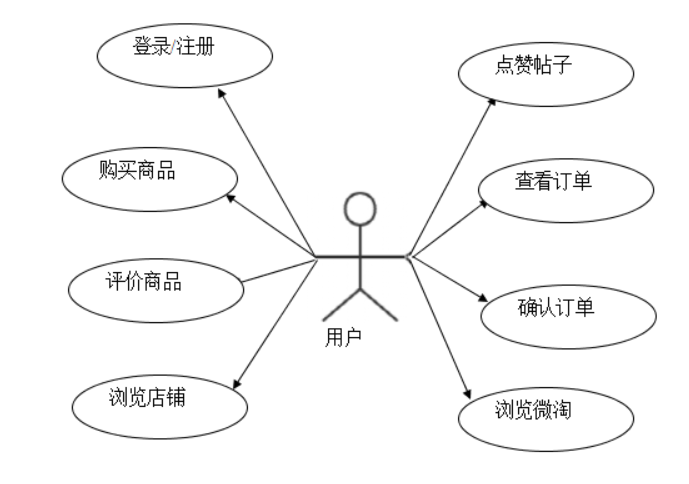 登录/注册
点赞帖子
购买商品
查看订单
评价商品
确认订单
用户
浏览店铺
浏览微淘